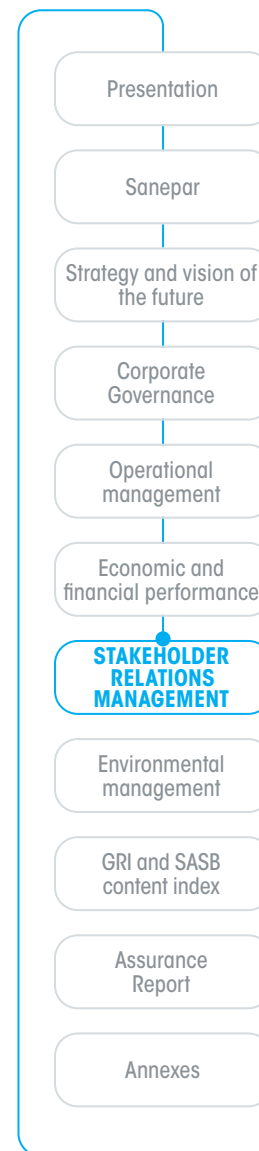 Presentation
Sanepar
Strategy and vision of
the future
Corporate
Governance
Operational
management
Economic and
financial performance
STAKEHOLDER
RELATIONS
MANAGEMENT
Environmental
management
GRI and SASB
content index
Assurance
Report
Annexes